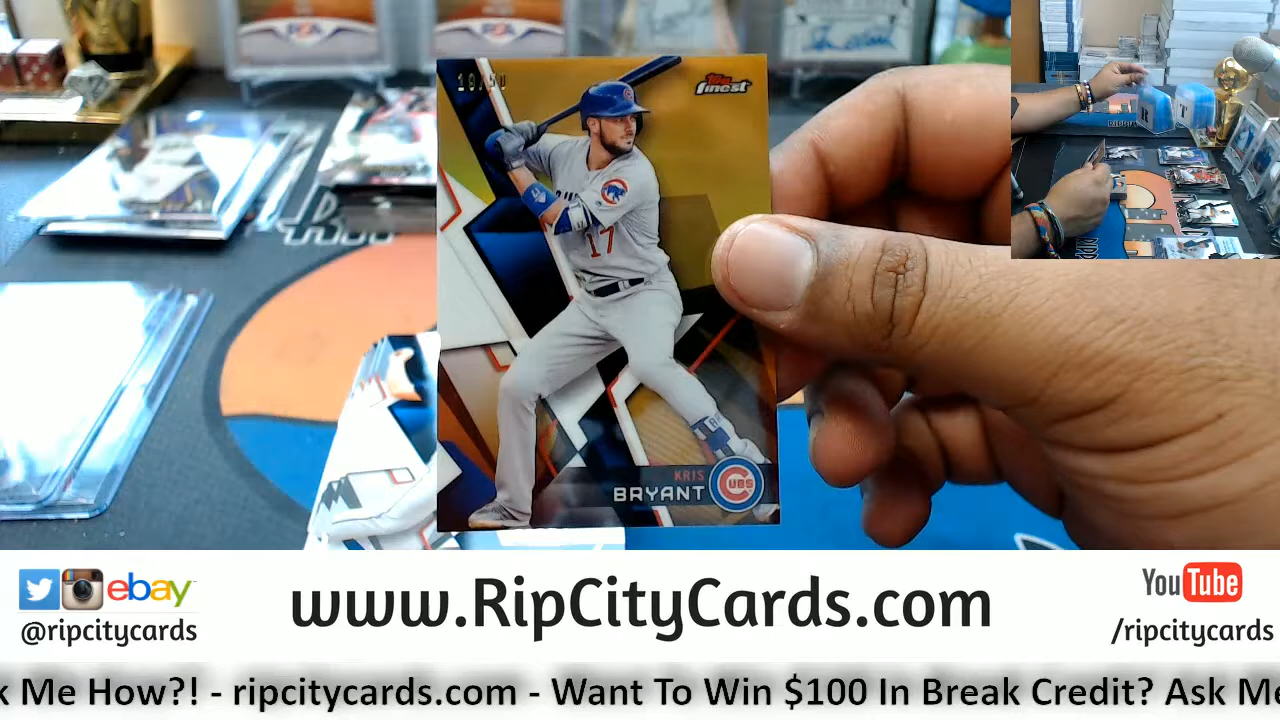 Topps
finest
17
KRIS
BRYANT
CUBS
ebay
@ripcitycards
www.RipCityCards.com
YouTube
/ripcitycards
k Me How?! - ripcitycards.com - Want To Win $100 In Break Credit? Ask Me